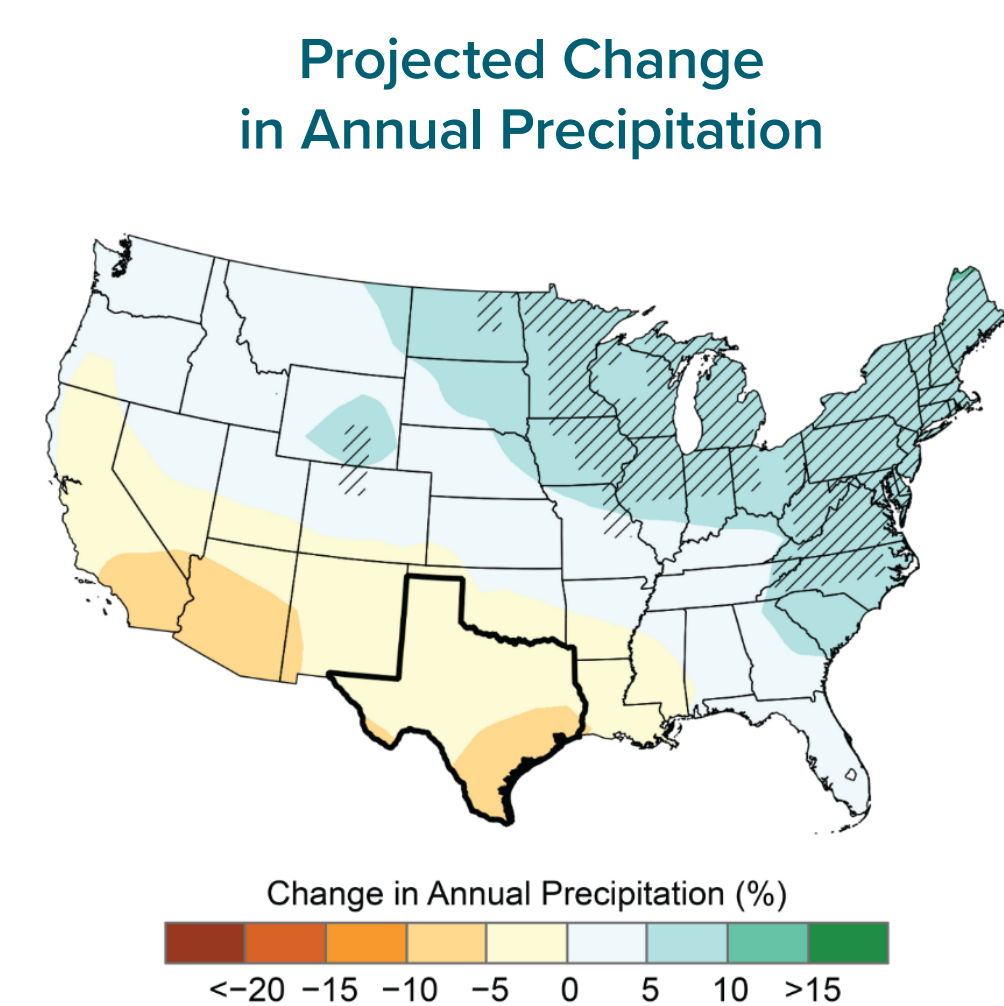 Projected Change
in Annual Precipitation
Change in Annual Precipitation (%)
<−20 −15 −10 −5 0 5 10 >15